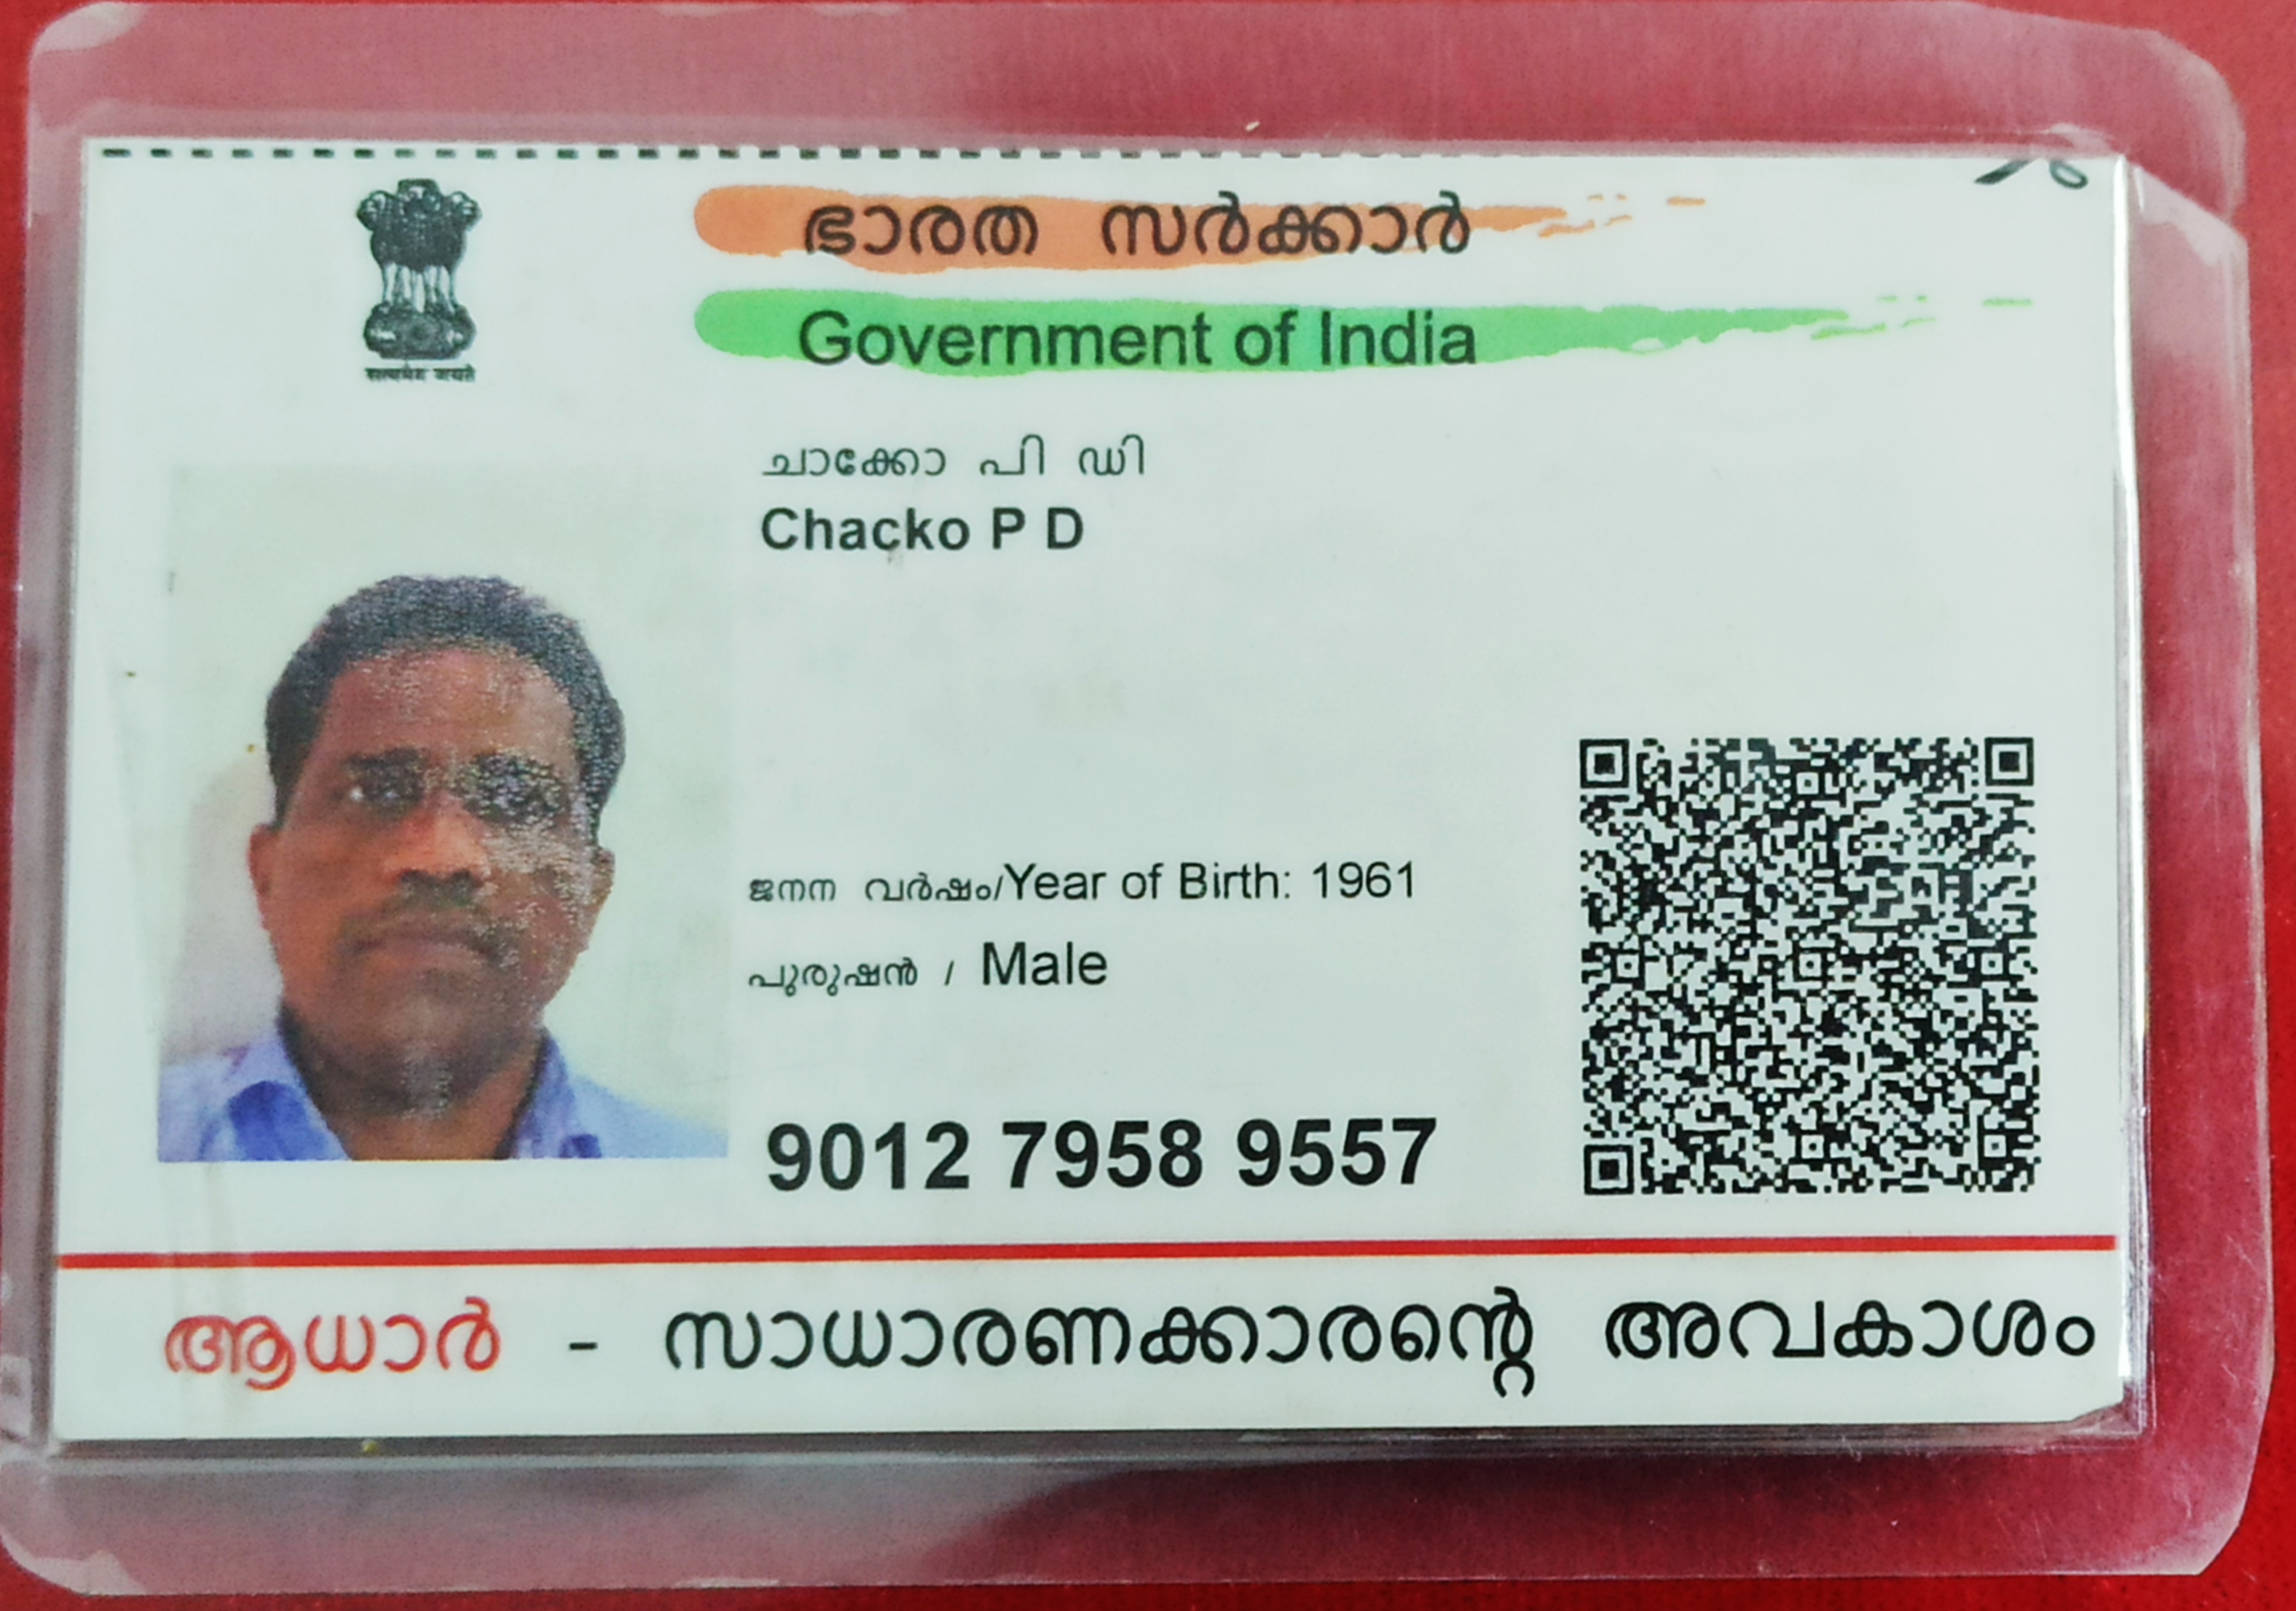 ഭാരത സർക്കാർ
Government of India
सत्यमेव जयते
ചാക്കോ പി ഡി
Chacko P D
ജനന വർഷം/Year of Birth: 1961
പുരുഷൻ / Male
9012 7958 9557
ആധാർ - സാധാരണക്കാരന്റെ അവകാശം